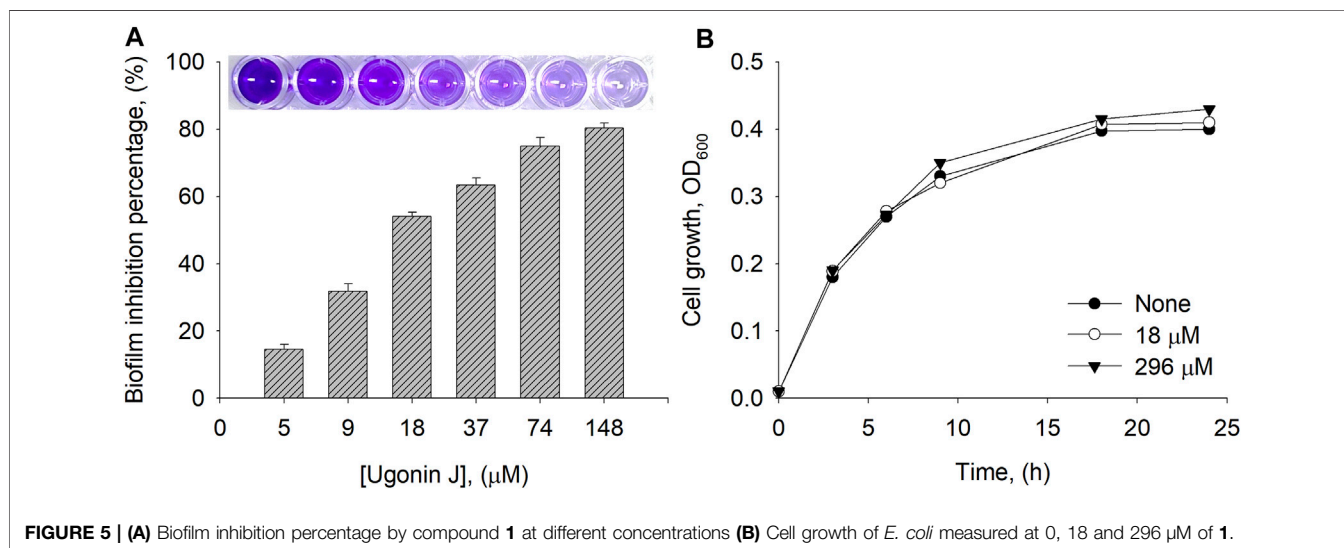 A
B
Biofilm inhibition percentage, (%)
100
80
60
40
20
0
0 5 9 18 37 74 148
[Ugonin J], (μM)
Cell growth, OD600
0.5
0.4
0.3
0.2
0.1
0.0
0 5 10 15 20 25
Time, (h)
None
18 μM
296 μM
FIGURE 5 | (A) Biofilm inhibition percentage by compound 1 at different concentrations (B) Cell growth of E. coli measured at 0, 18 and 296 μM of 1.